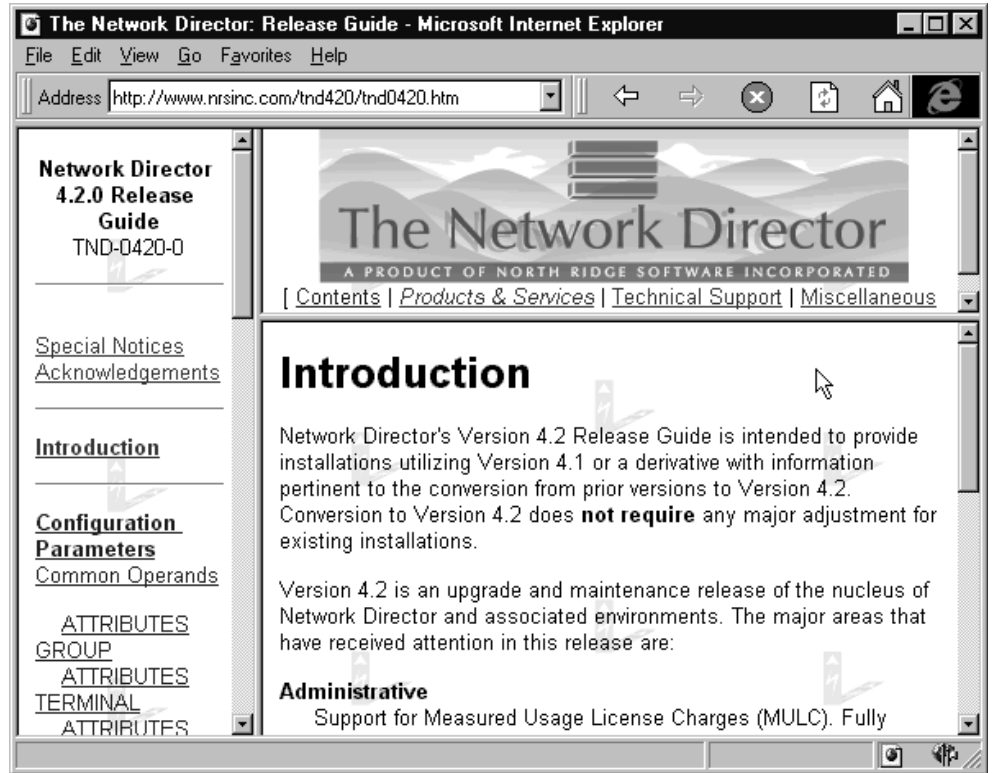 The Network Director: Release Guide - Microsoft Internet Explorer
File Edit View Go Favorites Help
Address http://www.nrsinc.com/tnd420/tnd0420.htm
Network Director
4.2.0 Release
Guide
TND-0420-0
Special Notices
Acknowledgements
Introduction
Configuration
Parameters
Common Operands
ATTRIBUTES
GROUP
ATTRIBUTES
TERMINAL
ATTRIBUTES
The Network Director
A PRODUCT OF NORTH RIDGE SOFTWARE INCORPORATED
[ Contents | Products & Services | Technical Support | Miscellaneous
Introduction
Network Director's Version 4.2 Release Guide is intended to provide
installations utilizing Version 4.1 or a derivative with information
pertinent to the conversion from prior versions to Version 4.2.
Conversion to Version 4.2 does not require any major adjustment for
existing installations.
Version 4.2 is an upgrade and maintenance release of the nucleus of
Network Director and associated environments. The major areas that
have received attention in this release are:
Administrative
Support for Measured Usage License Charges (MULC). Fully